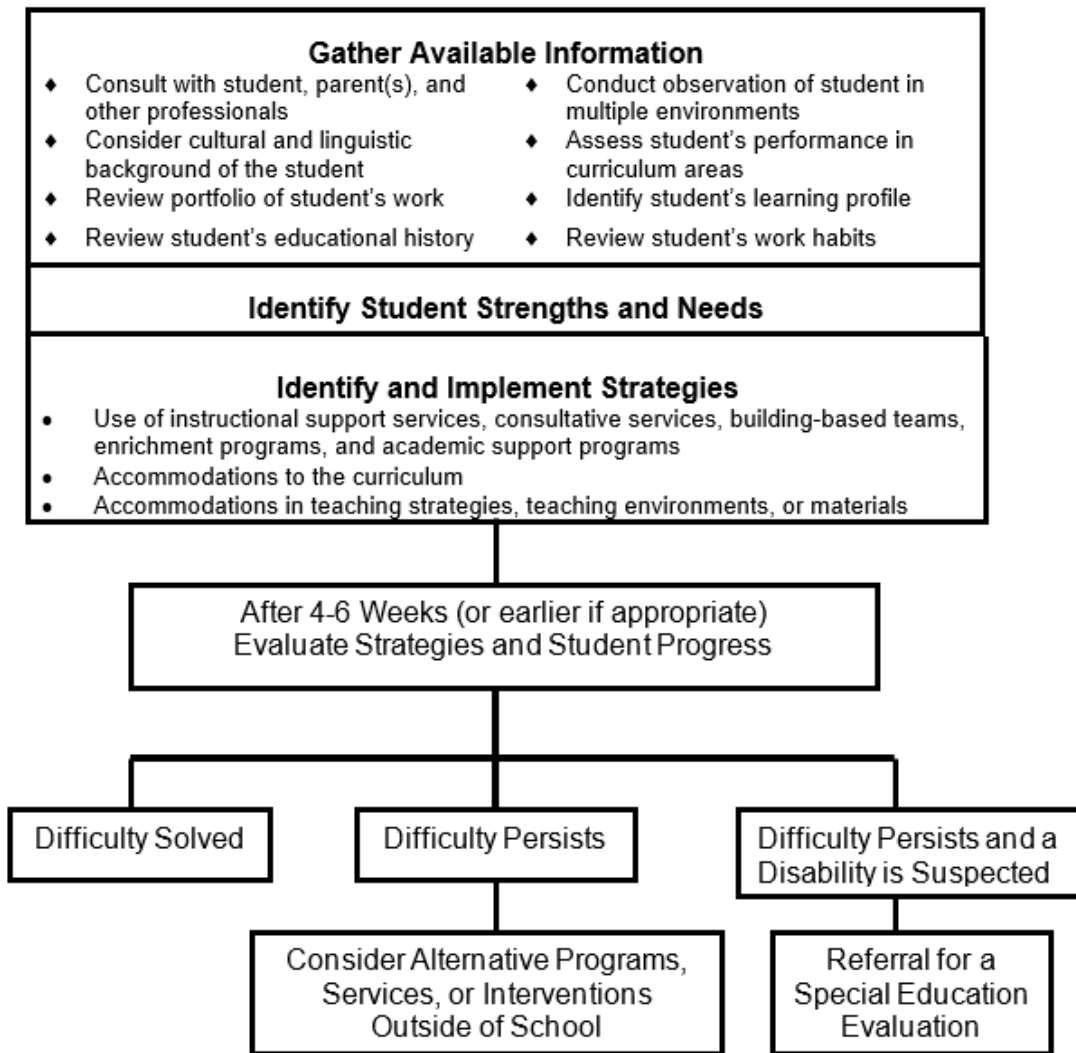 Gather Available Information
♦ Consult with student, parent(s), and
other professionals
♦ Consider cultural and linguistic
background of the student
♦ Review portfolio of student's work
♦ Review student's educational history
♦ Conduct observation of student in
multiple environments
♦ Assess student's performance in
curriculum areas
♦ Identify student's learning profile
♦ Review student's work habits
Identify Student Strengths and Needs
Identify and Implement Strategies
• Use of instructional support services, consultative services, building-based teams,
enrichment programs, and academic support programs
• Accommodations to the curriculum
• Accommodations in teaching strategies, teaching environments, or materials
After 4-6 Weeks (or earlier if appropriate)
Evaluate Strategies and Student Progress
Difficulty Solved
Difficulty Persists
Difficulty Persists and a
Disability is Suspected
Consider Alternative Programs,
Services, or Interventions
Outside of School
Referral for a
Special Education
Evaluation